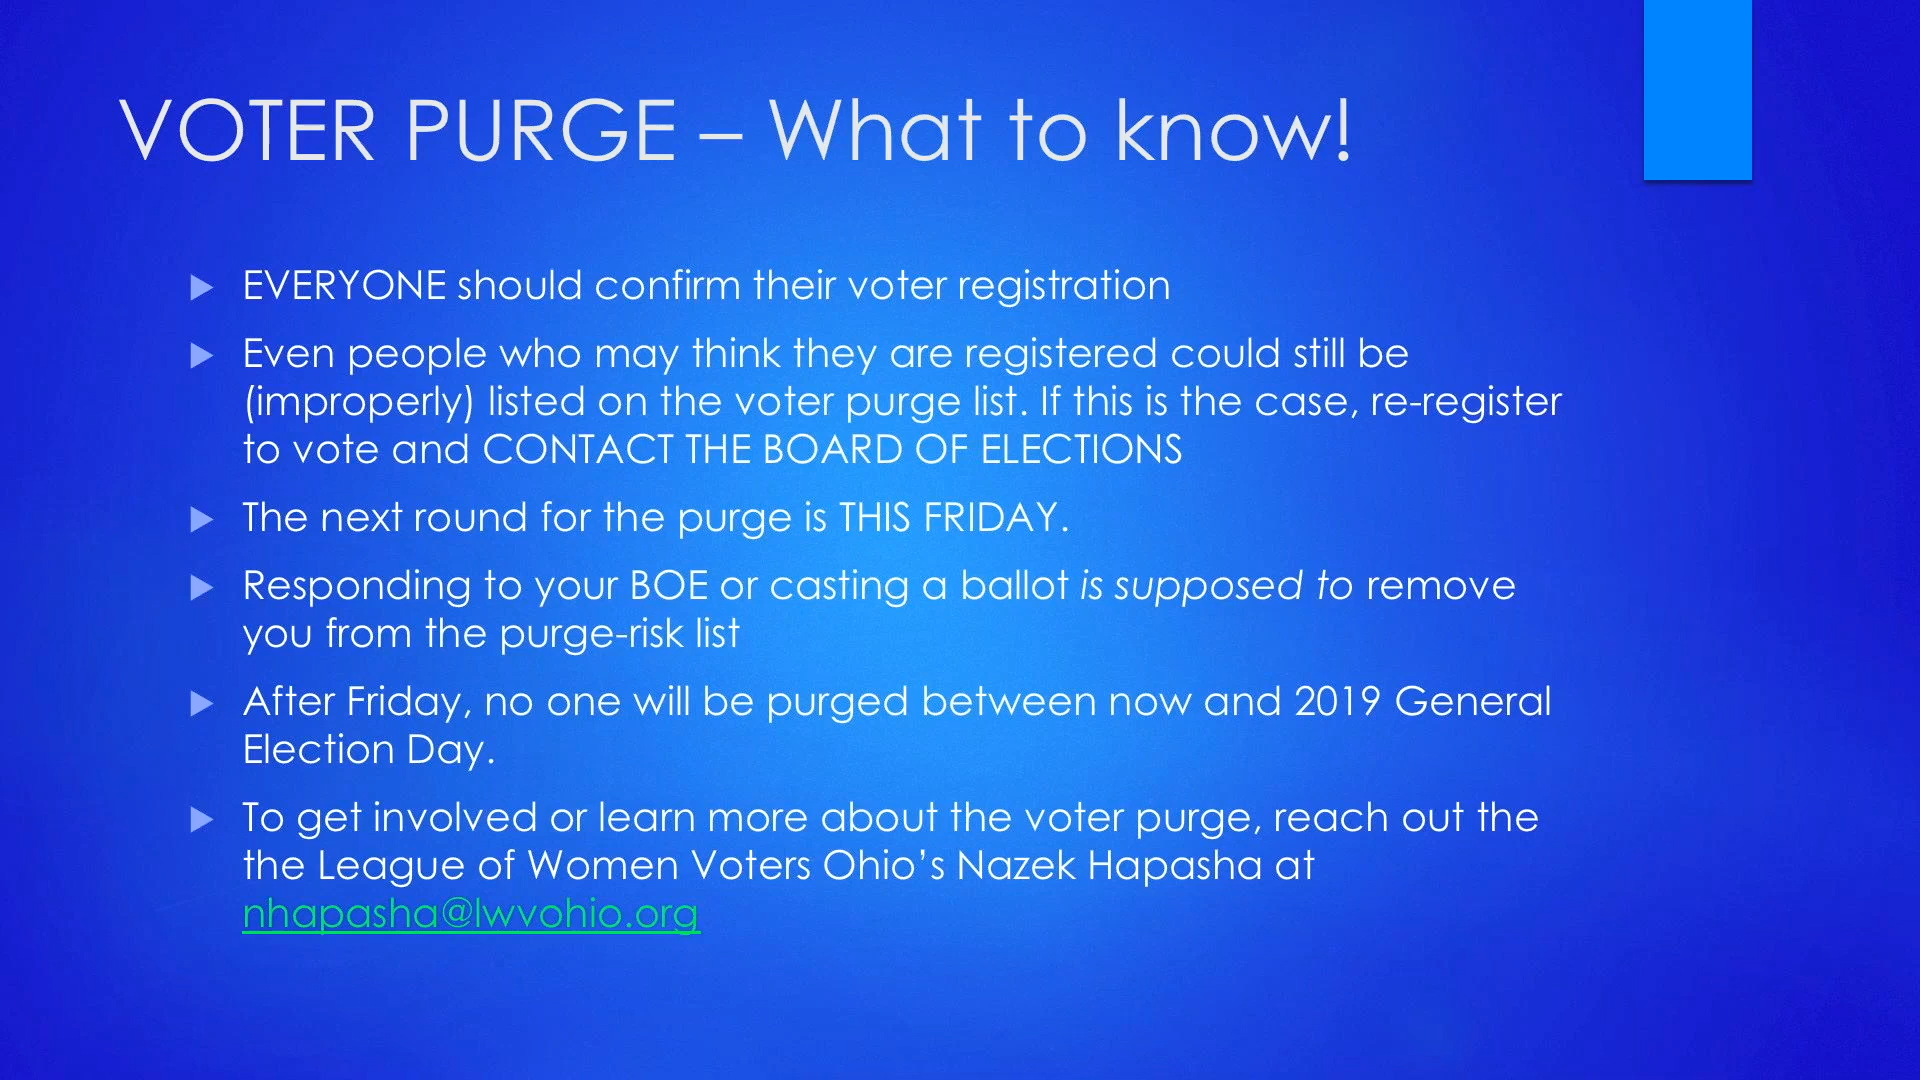 VOTER PURGE – What to know!
EVERYONE should confirm their voter registration
Even people who may think they are registered could still be
(improperly) listed on the voter purge list. If this is the case, re-register
to vote and CONTACT THE BOARD OF ELECTIONS
The next round for the purge is THIS FRIDAY.
Responding to your BOE or casting a ballot is supposed to remove
you from the purge-risk list
After Friday, no one will be purged between now and 2019 General
Election Day.
To get involved or learn more about the voter purge, reach out the
the League of Women Voters Ohio’s Nazek Hapasha at
nhapasha@lwvohio.org